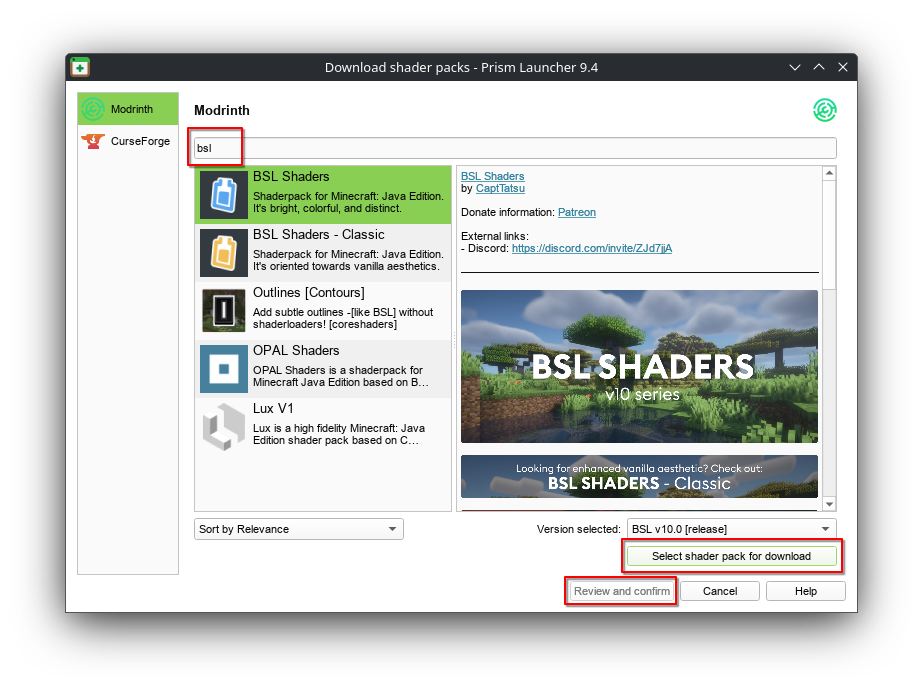 Download shader packs - Prism Launcher 9.4
Modrinth
CurseForge
Modrinth
bsl
BSL Shaders
Shaderpack for Minecraft: Java Edition.
It's bright, colorful, and distinct.
BSL Shaders - Classic
Shaderpack for Minecraft: Java Edition.
It's oriented towards vanilla aesthetics.
Outlines [Contours]
Add subtle outlines -[like BSL] without
shaderloaders! [coreshaders]
OPAL Shaders
OPAL Shaders is a shaderpack for
Minecraft Java Edition based on B...
Lux V1
Lux is a high fidelity Minecraft: Java
Edition shader pack based on C...
BSL Shaders
by CaptTatsu
Donate information: Patreon
External links:
- Discord: https://discord.com/invite/ZJd7jjA
BSL SHADERS
v10 series
Looking for enhanced vanilla aesthetic? Check out:
BSL SHADERS - Classic
Sort by Relevance
Version selected: BSL v10.0 [release]
Select shader pack for download
Review and confirm
Cancel
Help